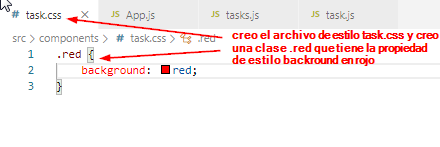 # task.css × JS App.js JS tasks.js JS task.js
src > components > # task.css > .red
creo el archivo de estilo task.css y creo
una clase .red que tiene la propiedad
de estilo backround en rojo
1 .red {
2 background: red;
3 }